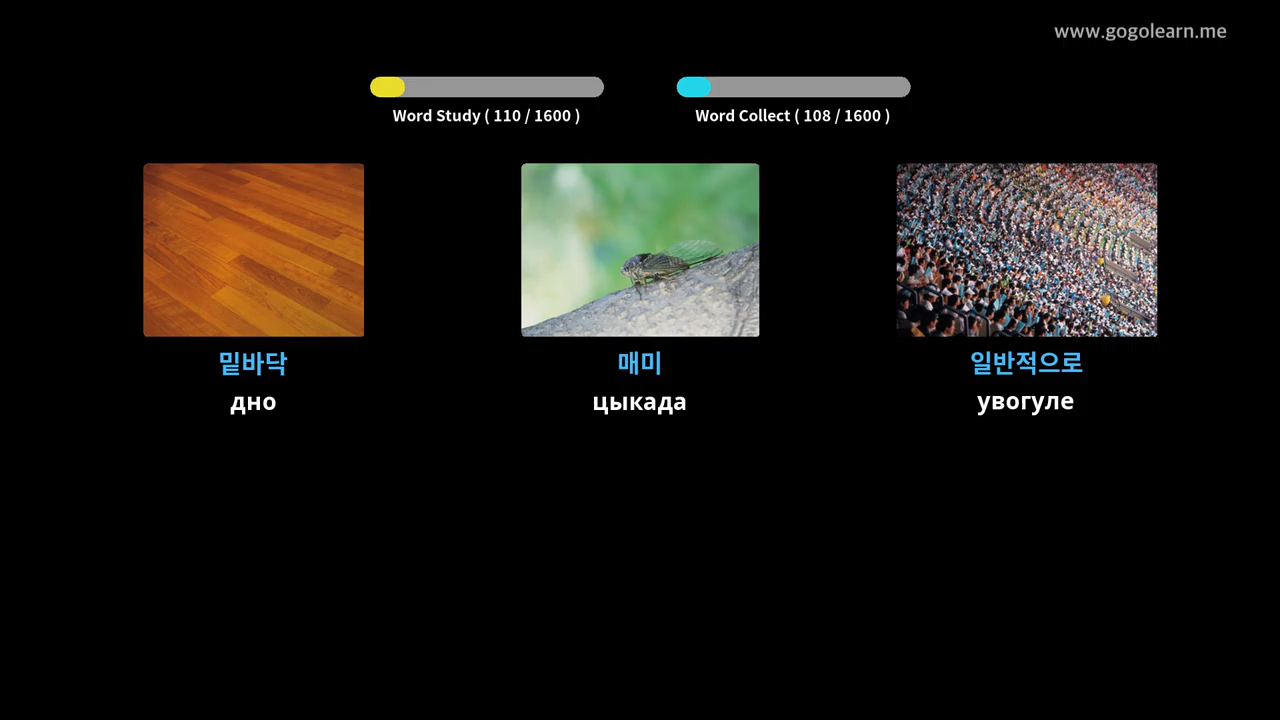 www.gogolearn.me
Word Study ( 110 / 1600 )
Word Collect ( 108 / 1600 )
밑바닥
дно
매미
цыкада
일반적으로
увогуле